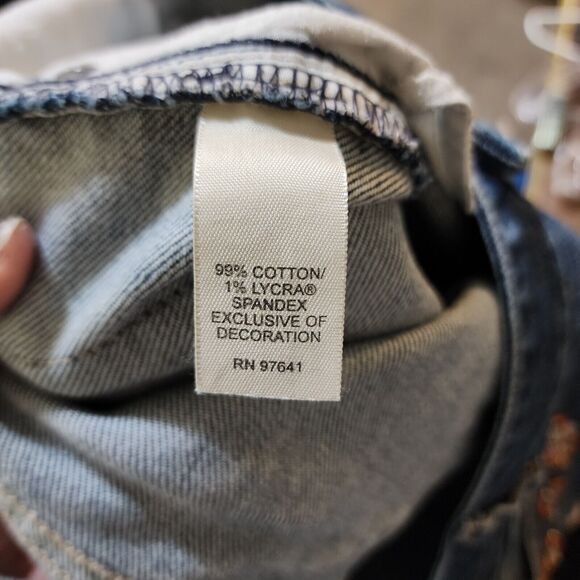 99% COTTON/
1% LYCRA®
SPANDEX
EXCLUSIVE OF
DECORATION
RN 97641